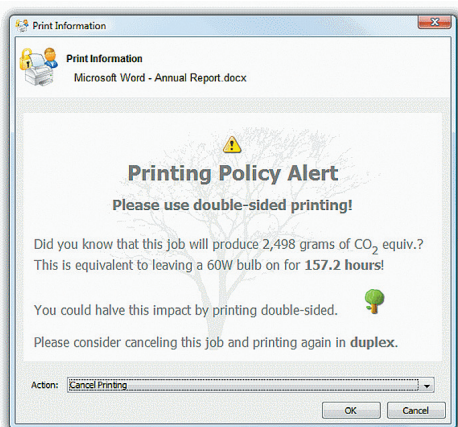 Print Information
Print Information
Microsoft Word - Annual Report.docx
Printing Policy Alert
Please use double-sided printing!
Did you know that this job will produce 2,498 grams of CO2 equiv.?
This is equivalent to leaving a 60W bulb on for 157.2 hours!
You could halve this impact by printing double-sided.
Please consider canceling this job and printing again in duplex.
Action: Cancel Printing
OK Cancel